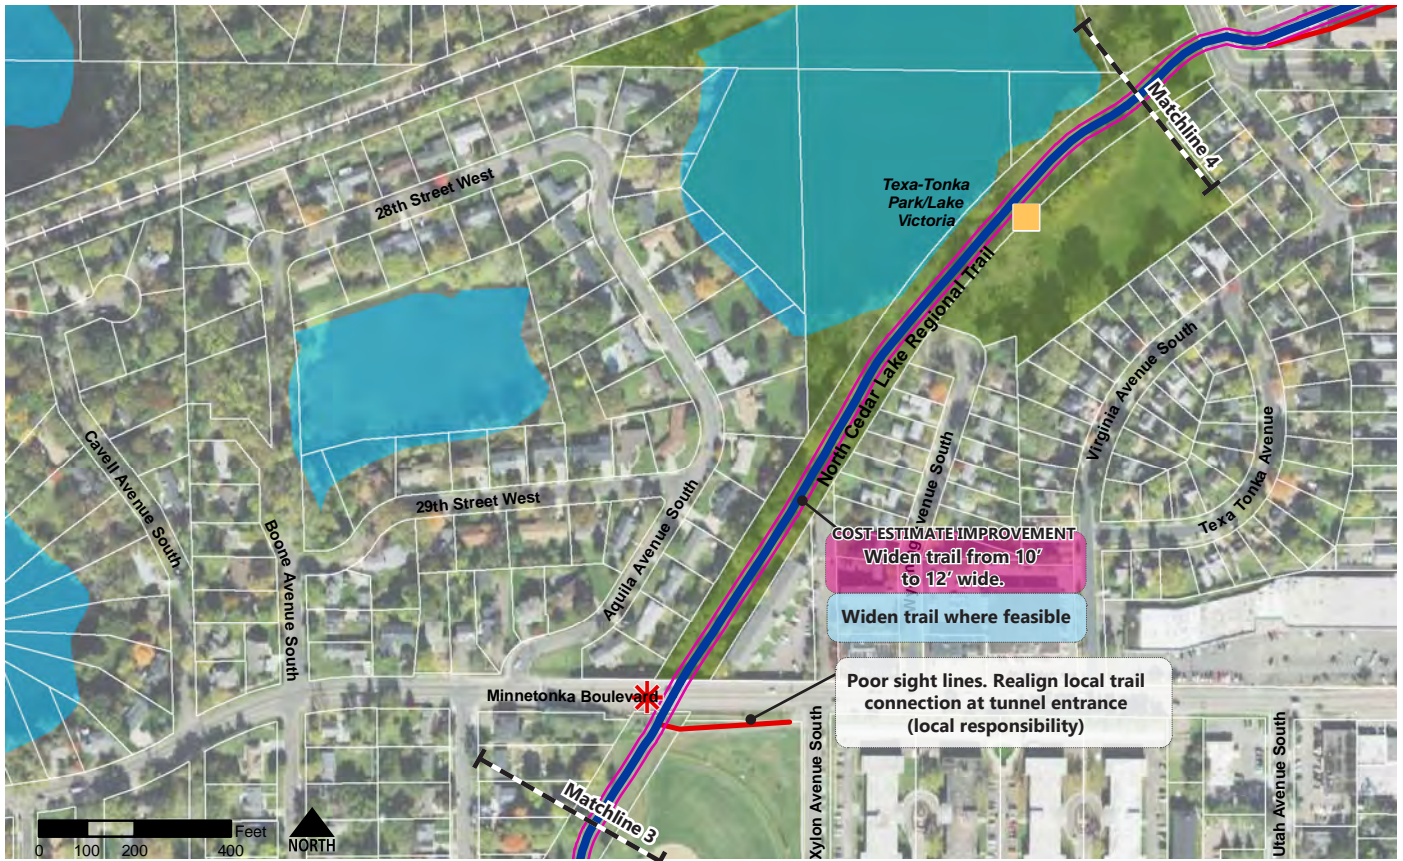 Matchline 4
28th Street West
Texa-Tonka
Park/Lake
Victoria
North Cedar Lake Regional Trail
Virginia Avenue South
Texa Tonka Avenue
Cavell Avenue South
Boone Avenue South
29th Street West
Aquila Avenue South
Avenue South
COST ESTIMATE IMPROVEMENT
Widen trail from 10’
to 12’ wide.
Widen trail where feasible
Poor sight lines. Realign local trail
connection at tunnel entrance
(local responsibility)
Minnetonka Boulevard
Xylon Avenue South
Utah Avenue South
Matchline 3
Feet
0 100 200 400
NORTH